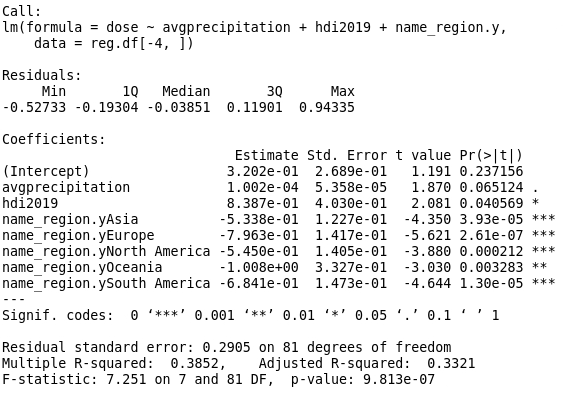 Call:
lm(formula = dose ~ avgprecipitation + hdi2019 + name_region.y,
    data = reg.df[-4, ])

Residuals:
     Min       1Q   Median       3Q      Max
-0.52733 -0.19304 -0.03851  0.11901  0.94335

Coefficients:
                             Estimate Std. Error t value Pr(>|t|)
(Intercept)                 3.202e-01  2.689e-01   1.191 0.237156
avgprecipitation            1.002e-04  5.358e-05   1.870 0.065124 .
hdi2019                     8.387e-01  4.030e-01   2.081 0.040569 *
name_region.yAsia          -5.338e-01  1.227e-01  -4.350 3.93e-05 ***
name_region.yEurope        -7.963e-01  1.417e-01  -5.621 2.61e-07 ***
name_region.yNorth America -5.450e-01  1.405e-01  -3.880 0.000212 ***
name_region.yOceania       -1.008e+00  3.327e-01  -3.030 0.003283 **
name_region.ySouth America -6.841e-01  1.473e-01  -4.644 1.30e-05 ***
---
Signif. codes:  0 ‘***’ 0.001 ‘**’ 0.01 ‘*’ 0.05 ‘.’ 0.1 ‘ ’ 1

Residual standard error: 0.2905 on 81 degrees of freedom
Multiple R-squared:  0.3852,    Adjusted R-squared:  0.3321
F-statistic: 7.251 on 7 and 81 DF,  p-value: 9.813e-07